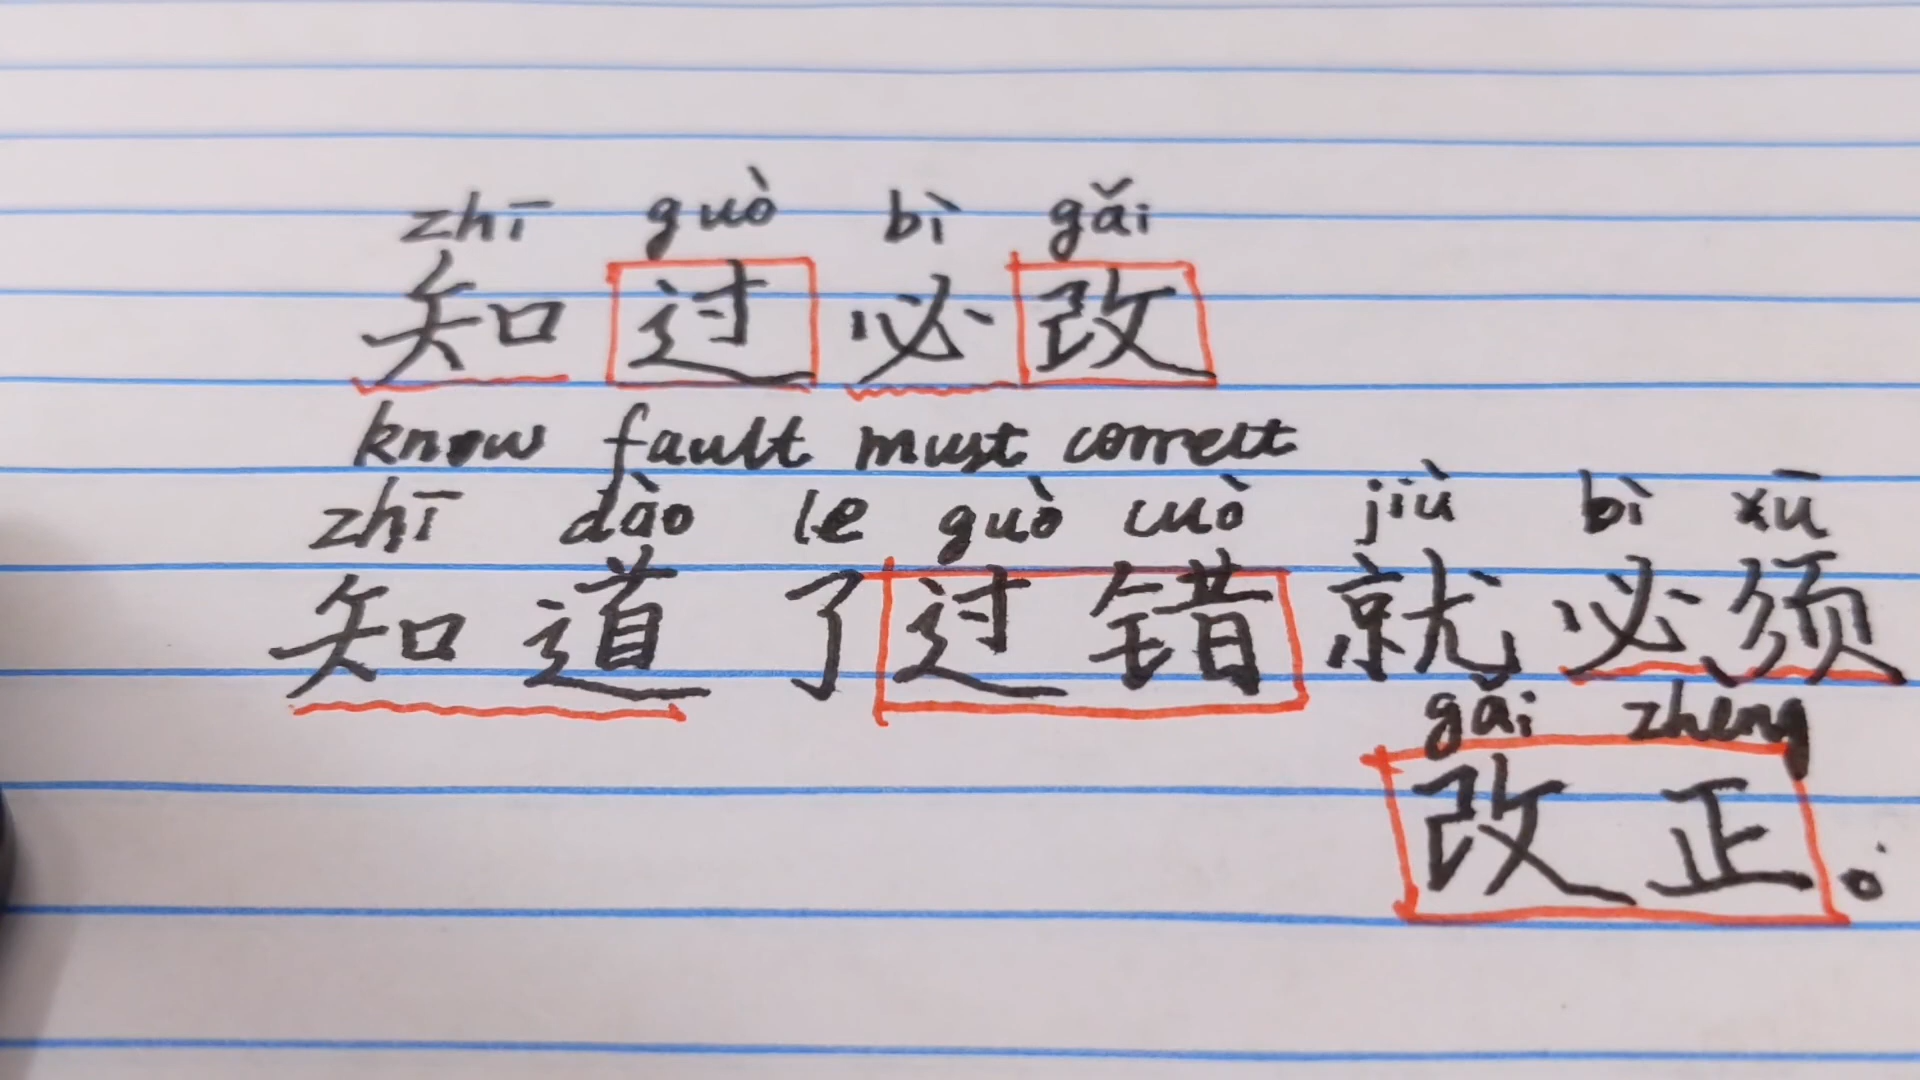 zhī guò bì gǎi
知过必改
know fault must correct
zhī dào le guò cuò jiù bì xū
知道了过错就必须
gǎi zhèng
改正。